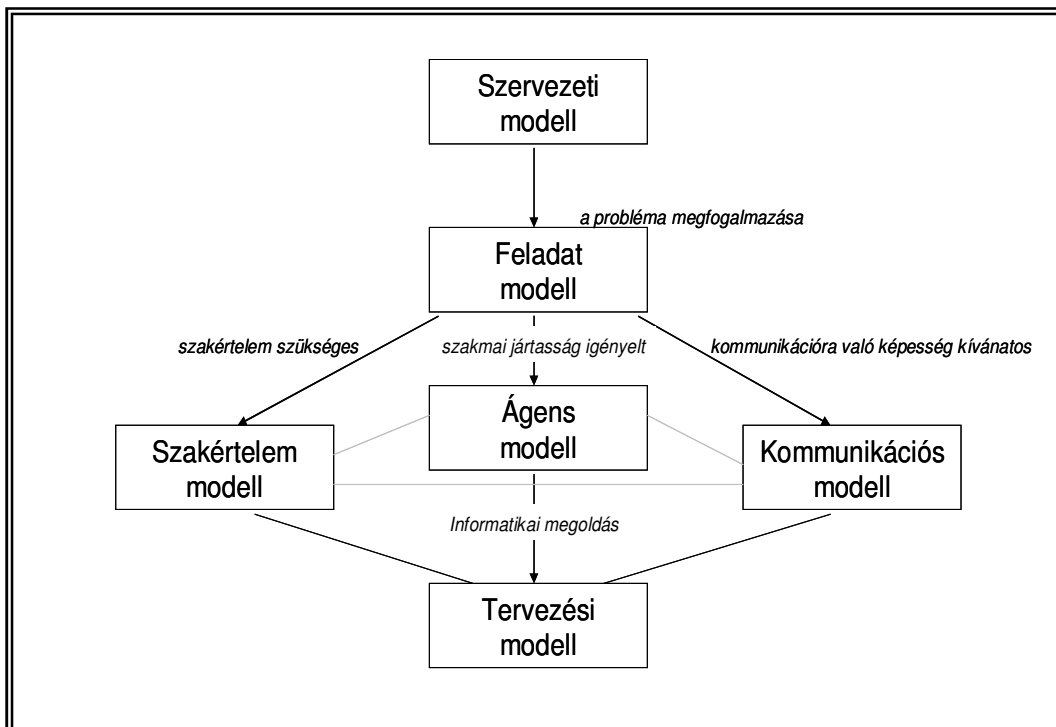 Szervezeti
modell
a probléma megfogalmazása
Feladat
modell
szakértelem szükséges
szakmai jártasság igényelt
kommunikációra való képesség kívánatos
Ágens
modell
Szakértelem
modell
Kommunikációs
modell
Informatikai megoldás
Tervezési
modell